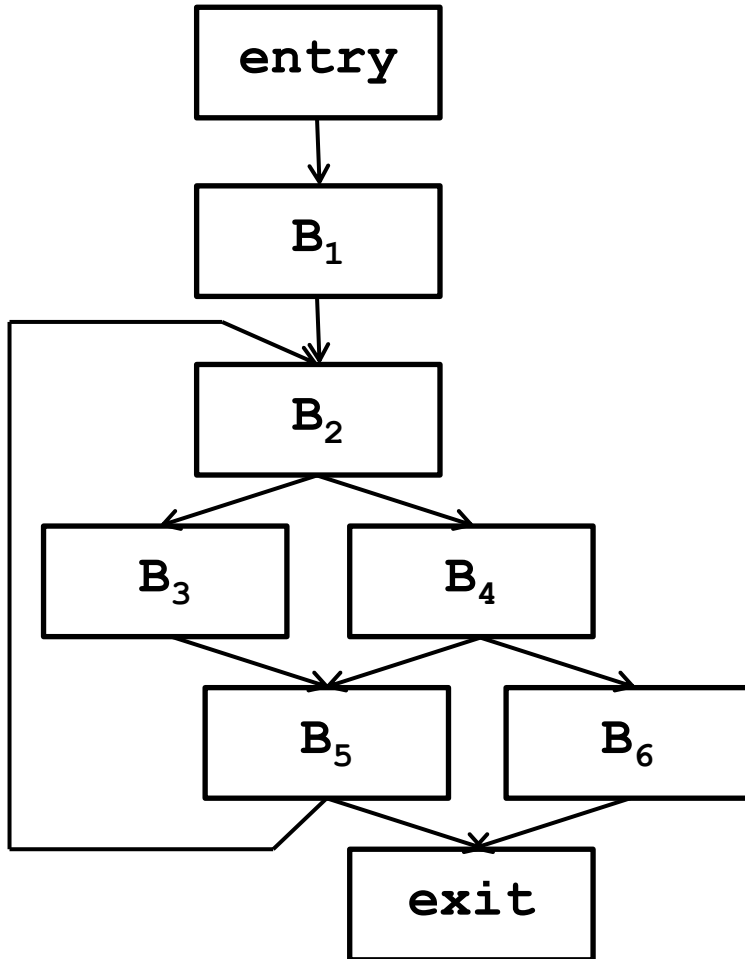 entry
B₁
B₂
B₃ B₄
B₅ B₆
exit